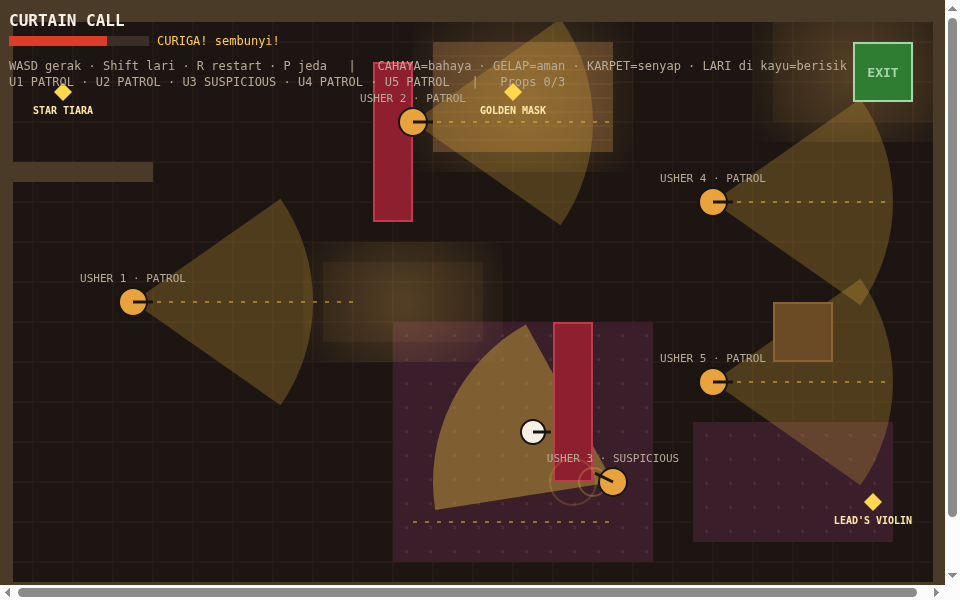 CURTAIN CALL
CURIGA! sembunyi!
WASD gerak · Shift lari · R restart · P jeda | CAHAYA=bahaya · GELAP=aman · KARPET=senyap · LARI di kayu=berisik
U1 PATROL · U2 PATROL · U3 SUSPICIOUS · U4 PATROL · U5 PATROL | Props 0/3
EXIT
STAR TIARA
USHER 2 · PATROL
GOLDEN MASK
USHER 4 · PATROL
USHER 1 · PATROL
USHER 5 · PATROL
USHER 3 · SUSPICIOUS
LEAD'S VIOLIN